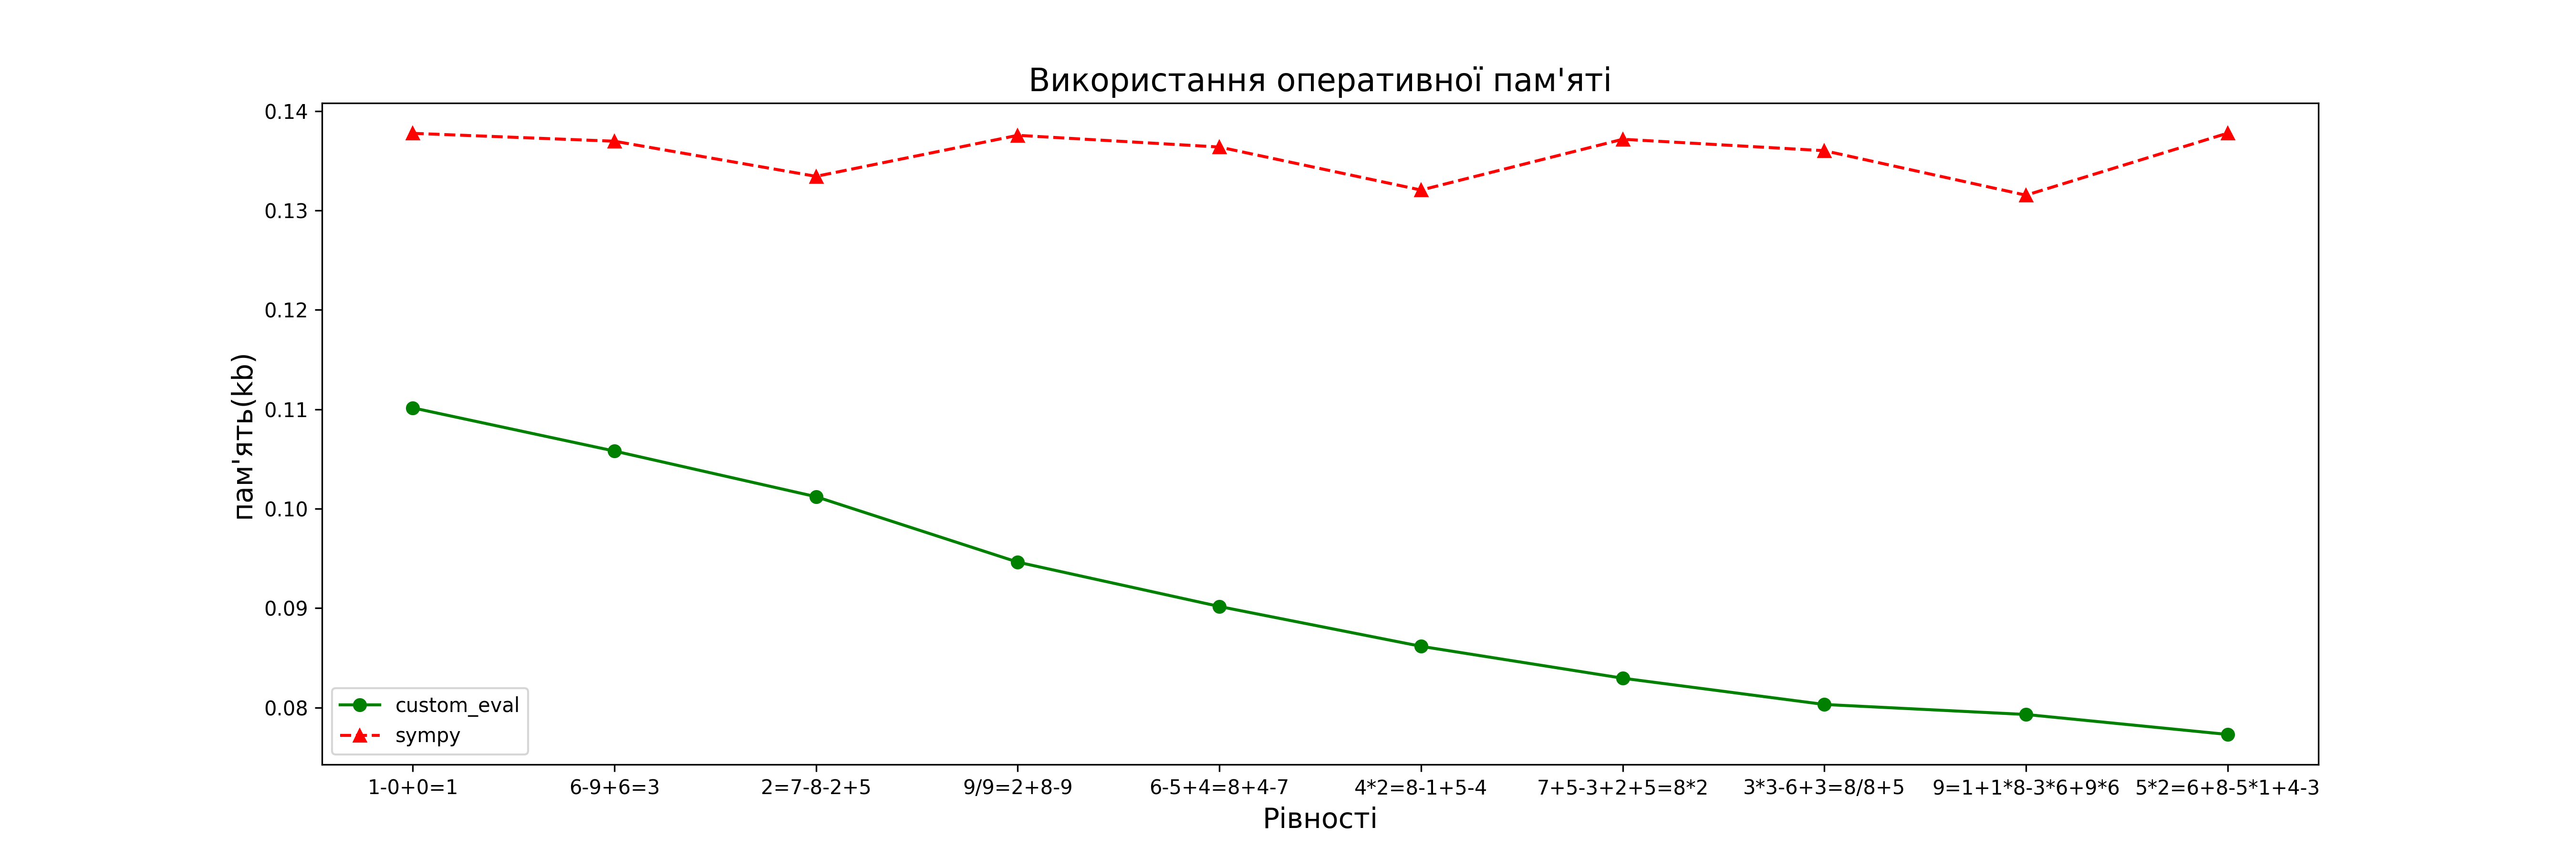 Використання оперативної пам'яті
0.14
0.13
0.12
0.11
0.10
0.09
0.08
пам'ять(kb)
custom_eval
sympy
1-0+0=1 6-9+6=3 2=7-8-2+5 9/9=2+8-9 6-5+4=8+4-7 4*2=8-1+5-4 7+5-3+2+5=8*2 3*3-6+3=8/8+5 9=1+1*8-3*6+9*6 5*2=6+8-5*1+4-3
Рівності